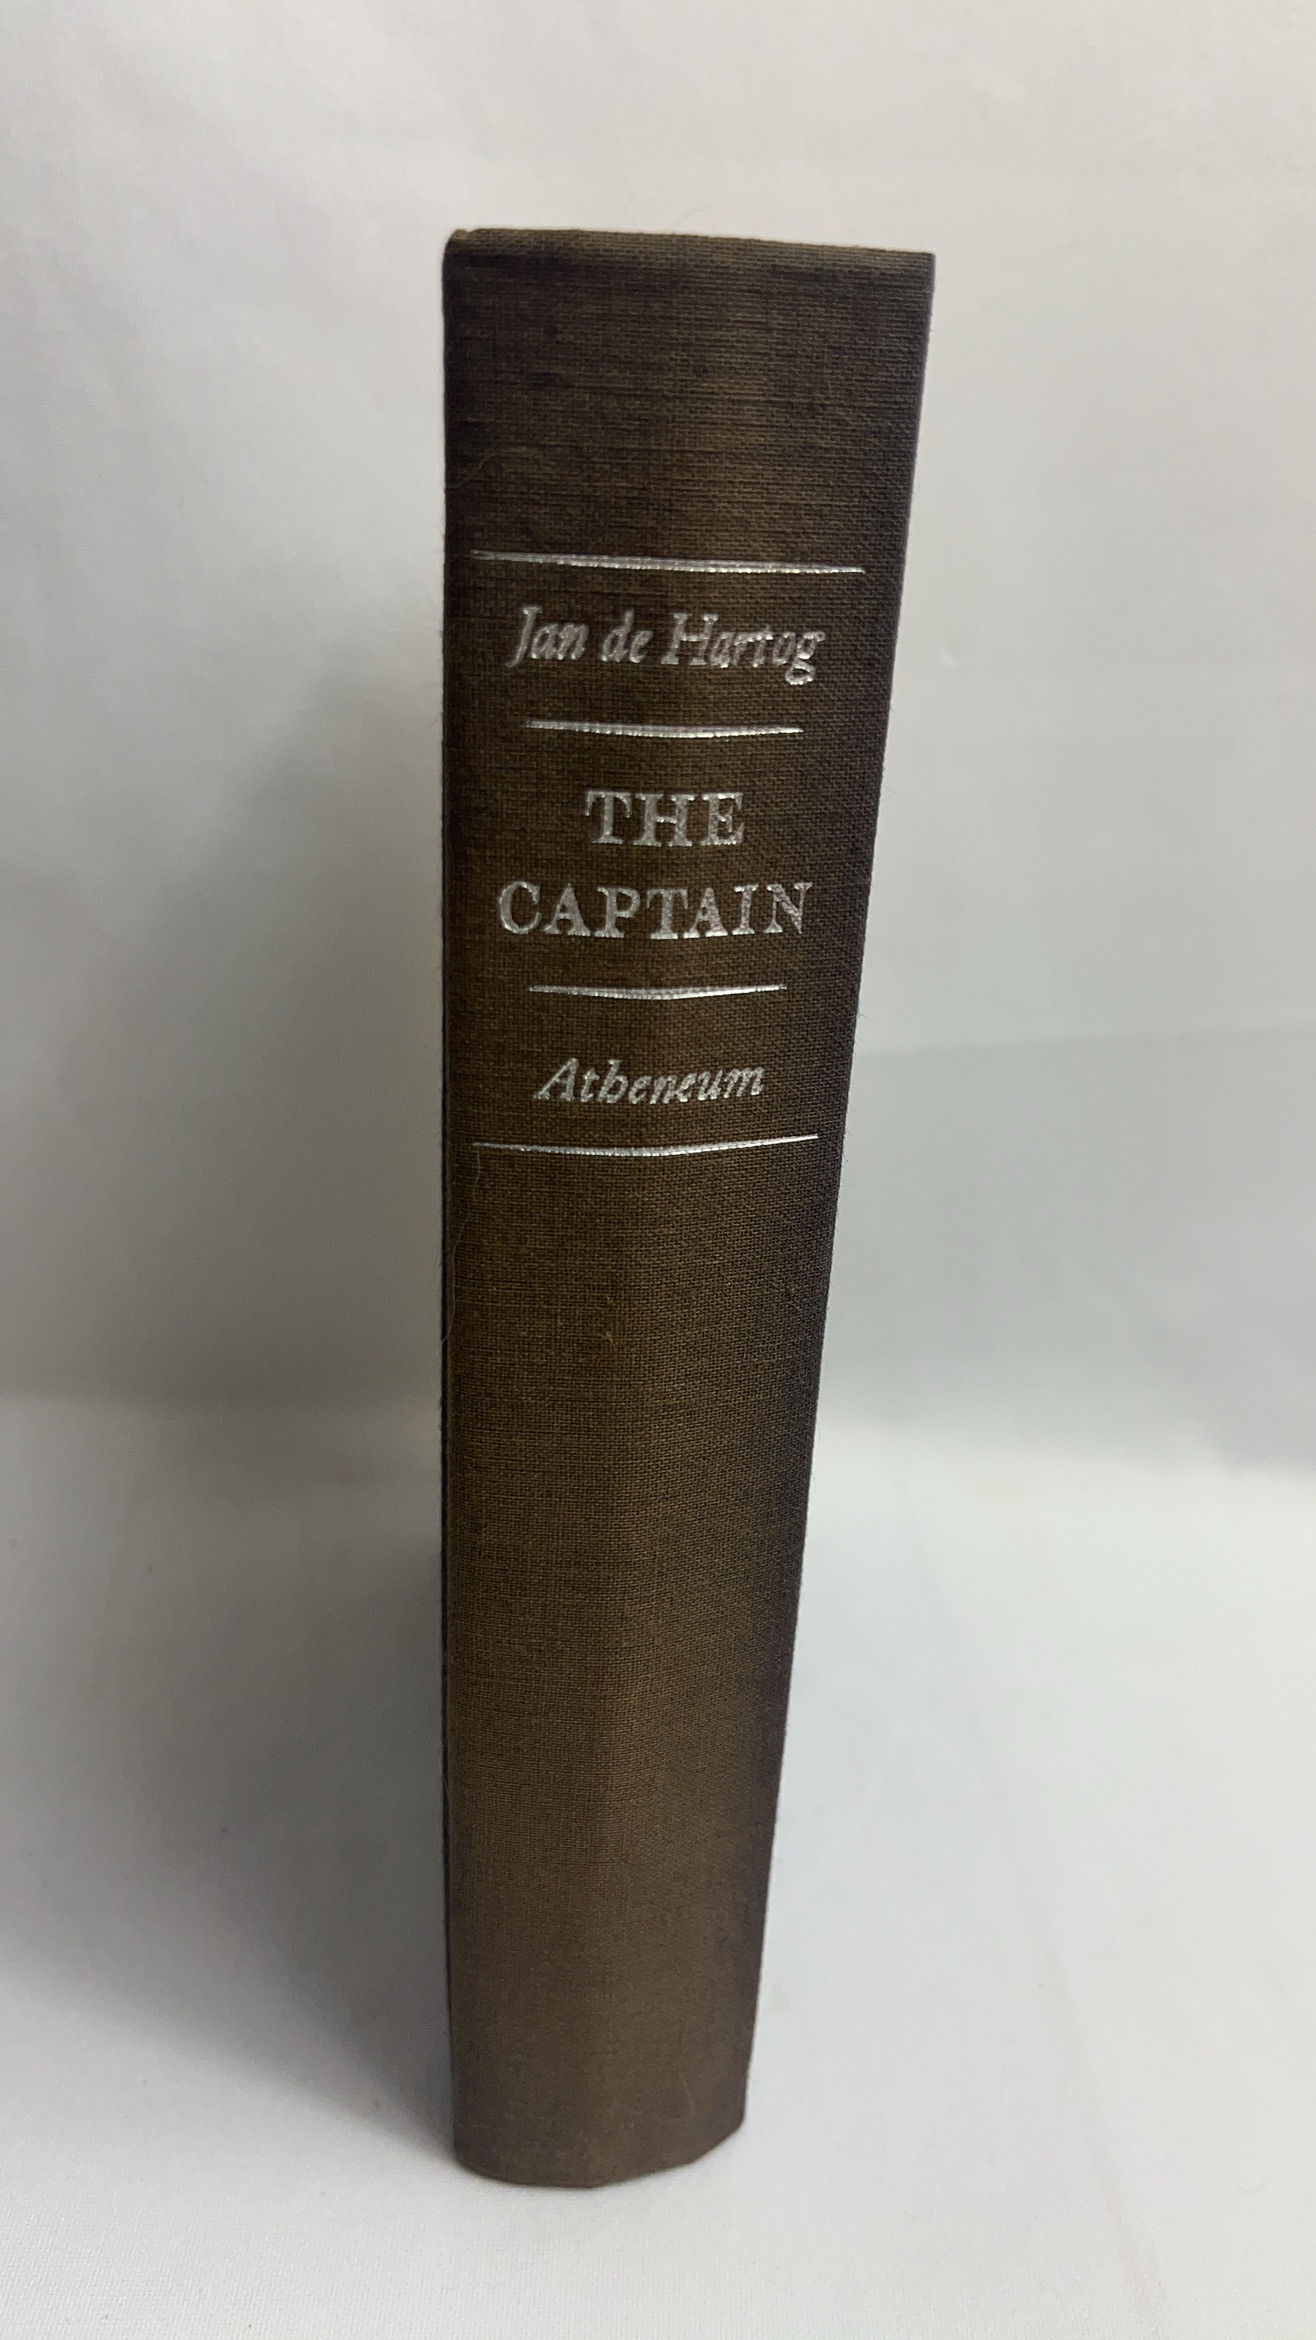 Jan de Hartog
THE
CAPTAIN
Atheneum